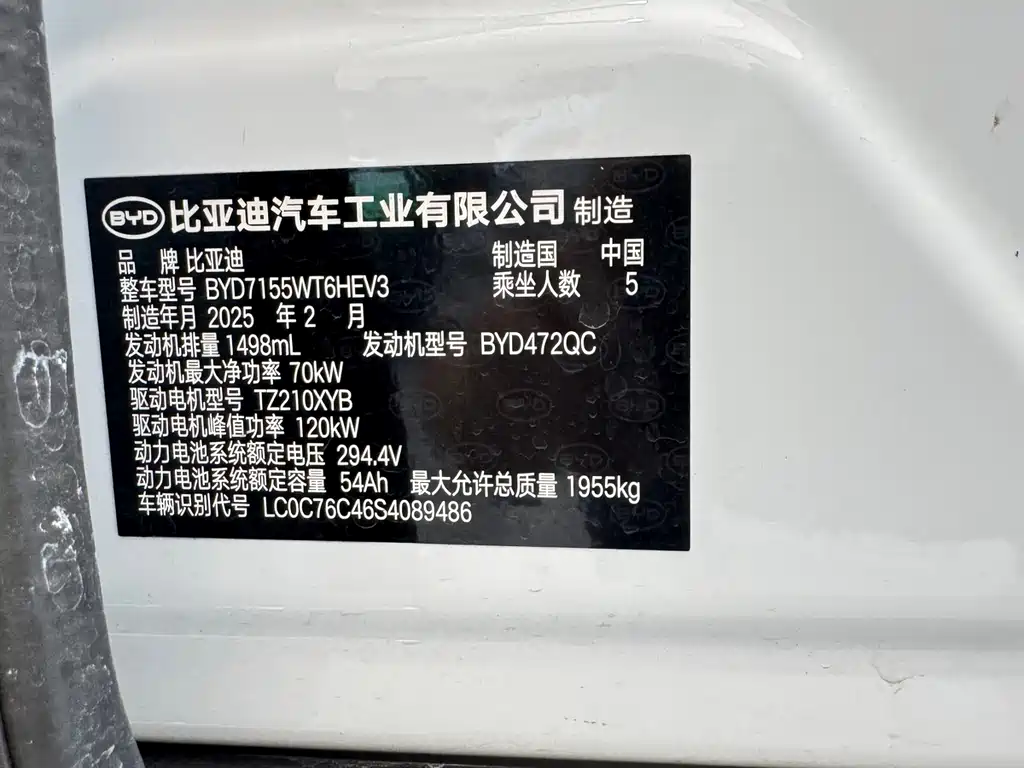 BYD 比亚迪汽车工业有限公司 制造
品 牌 比亚迪 制造国 中国
整车型号 BYD7155WT6HEV3 乘坐人数 5
制造年月 2025 年 2 月
发动机排量 1498mL 发动机型号 BYD472QC
发动机最大净功率 70kW
驱动电机型号 TZ210XYB
驱动电机峰值功率 120kW
动力电池系统额定电压 294.4V
动力电池系统额定容量 54Ah 最大允许总质量 1955kg
车辆识别代号 LC0C76C46S4089486